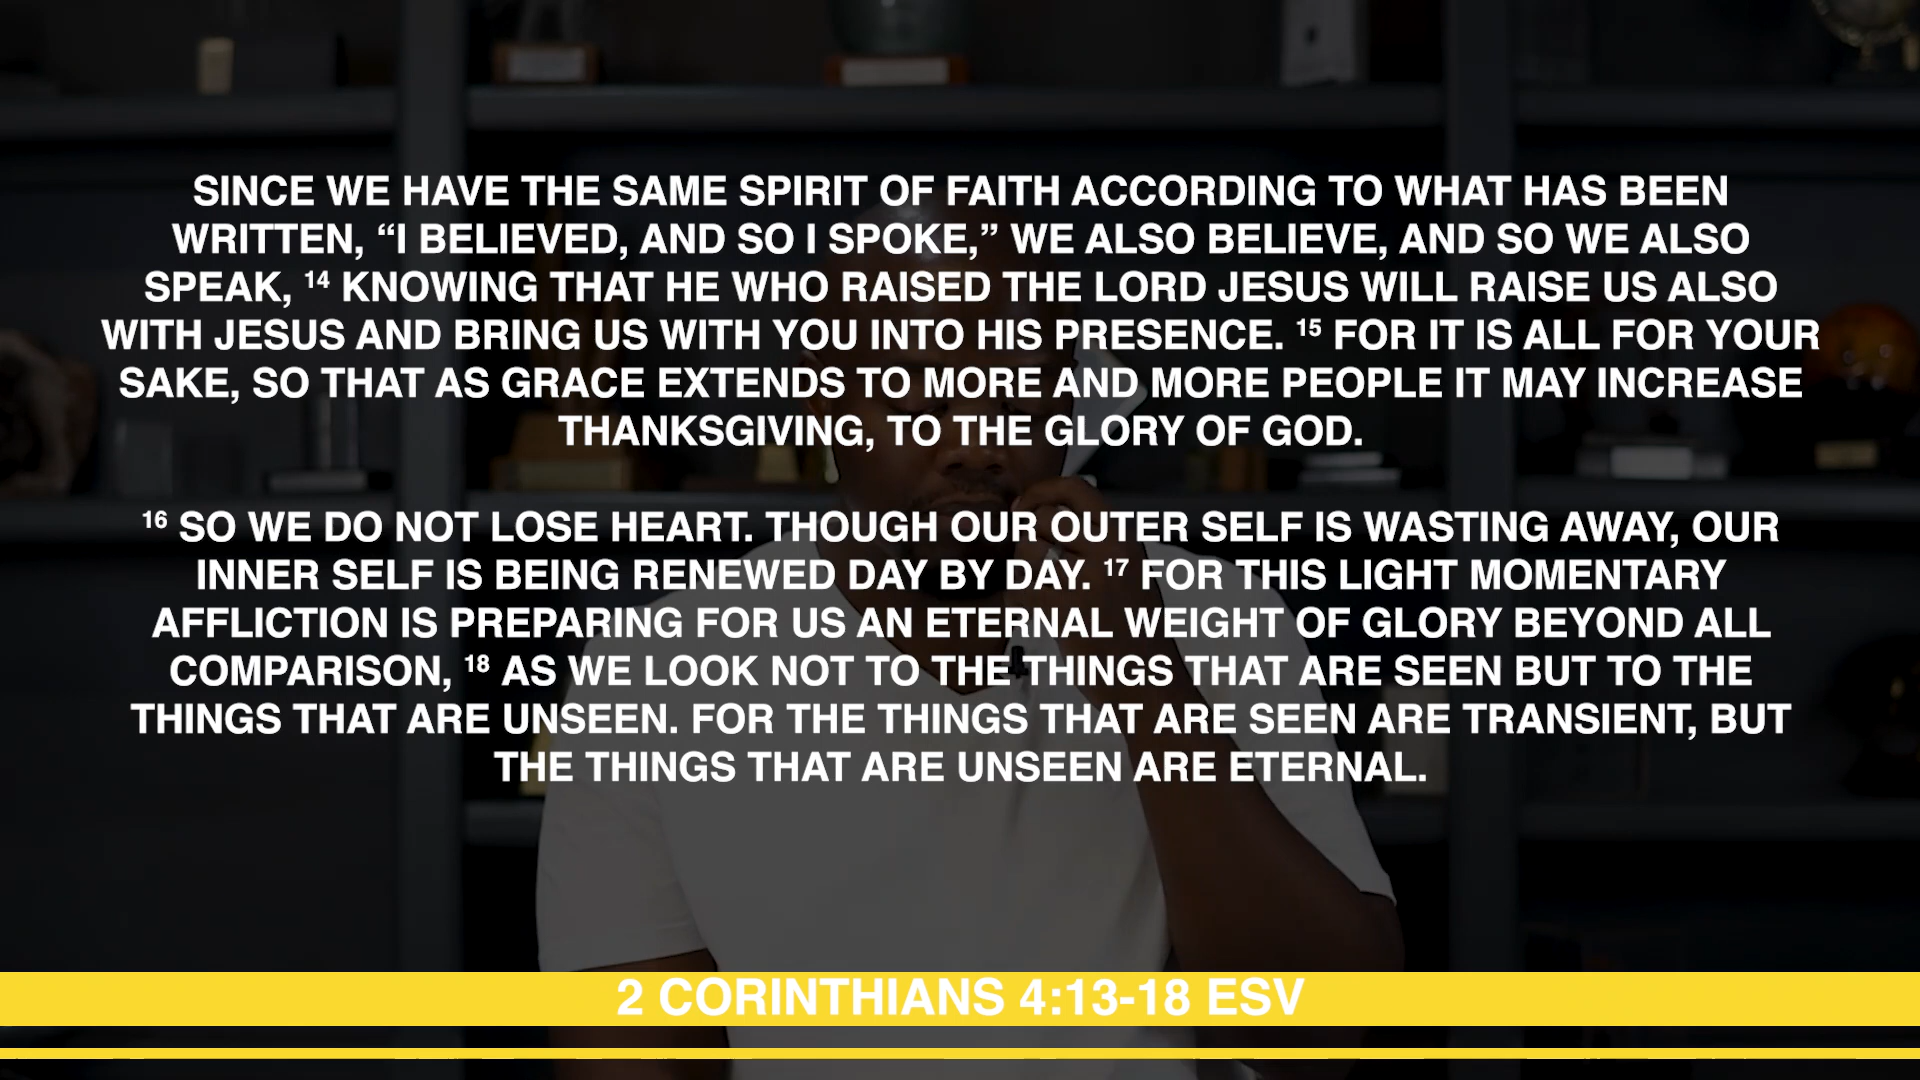 SINCE WE HAVE THE SAME SPIRIT OF FAITH ACCORDING TO WHAT HAS BEEN
WRITTEN, “I BELIEVED, AND SO I SPOKE,” WE ALSO BELIEVE, AND SO WE ALSO
SPEAK, ¹⁴ KNOWING THAT HE WHO RAISED THE LORD JESUS WILL RAISE US ALSO
WITH JESUS AND BRING US WITH YOU INTO HIS PRESENCE. ¹⁵ FOR IT IS ALL FOR YOUR
SAKE, SO THAT AS GRACE EXTENDS TO MORE AND MORE PEOPLE IT MAY INCREASE
THANKSGIVING, TO THE GLORY OF GOD.
¹⁶ SO WE DO NOT LOSE HEART. THOUGH OUR OUTER SELF IS WASTING AWAY, OUR
INNER SELF IS BEING RENEWED DAY BY DAY. ¹⁷ FOR THIS LIGHT MOMENTARY
AFFLICTION IS PREPARING FOR US AN ETERNAL WEIGHT OF GLORY BEYOND ALL
COMPARISON, ¹⁸ AS WE LOOK NOT TO THE THINGS THAT ARE SEEN BUT TO THE
THINGS THAT ARE UNSEEN. FOR THE THINGS THAT ARE SEEN ARE TRANSIENT, BUT
THE THINGS THAT ARE UNSEEN ARE ETERNAL.
2 CORINTHIANS 4:13-18 ESV